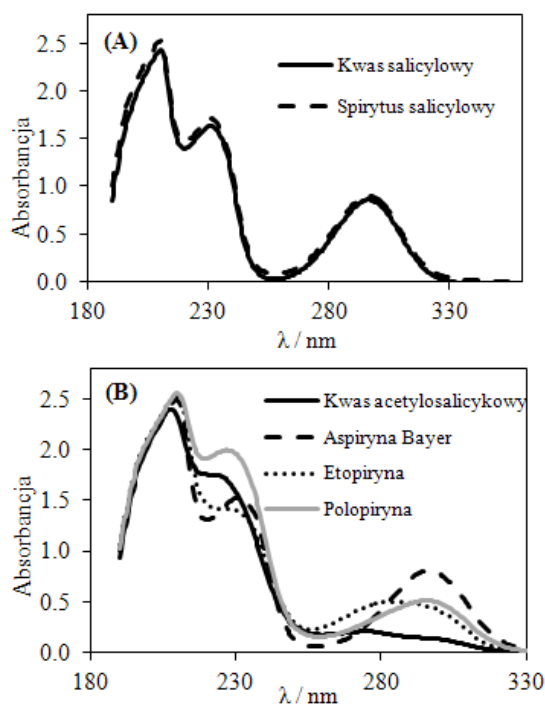 (A)
Kwas salicylowy
Spirytus salicylowy
Absorbancja
2.5
2.0
1.5
1.0
0.5
0.0
180 230 280 330
λ / nm
(B)
Kwas acetylosalicykowy
Aspiryna Bayer
Etopiryna
Polopiryna
Absorbancja
2.5
2.0
1.5
1.0
0.5
0.0
180 230 280 330
λ / nm